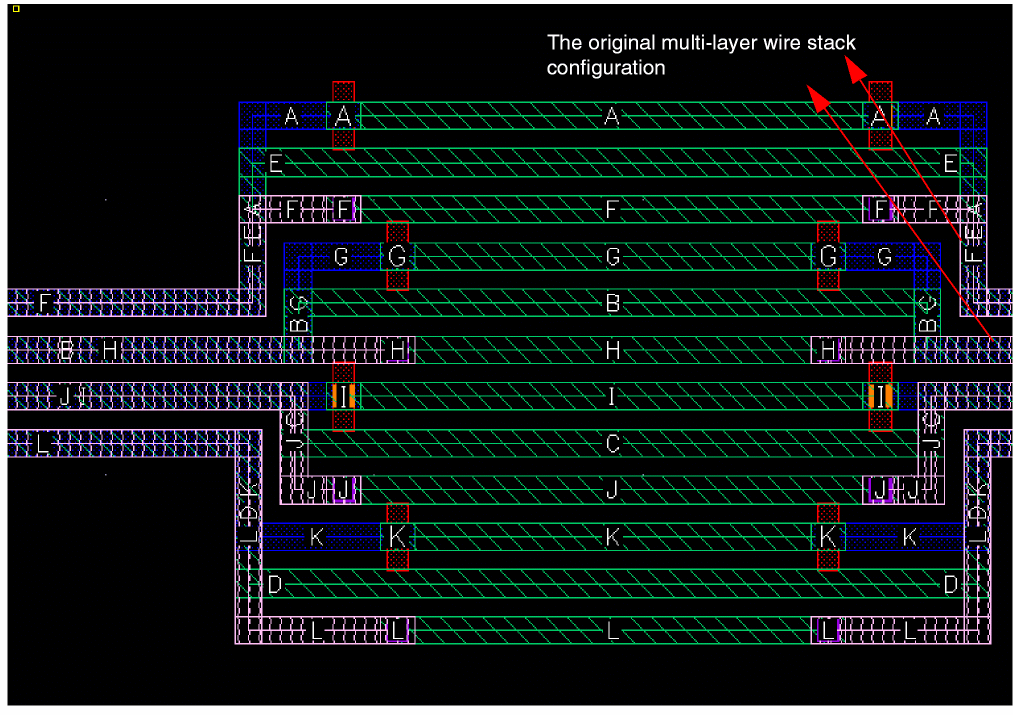 The original multi-layer wire stack
configuration
A A A A A
E E
F F F F F
F E A F E A
G G G G G
F B G B B G
E H H H H
J I I I I
L J C C J C
J J J J J
L D K K K K K K L D K
D D
L L L L L